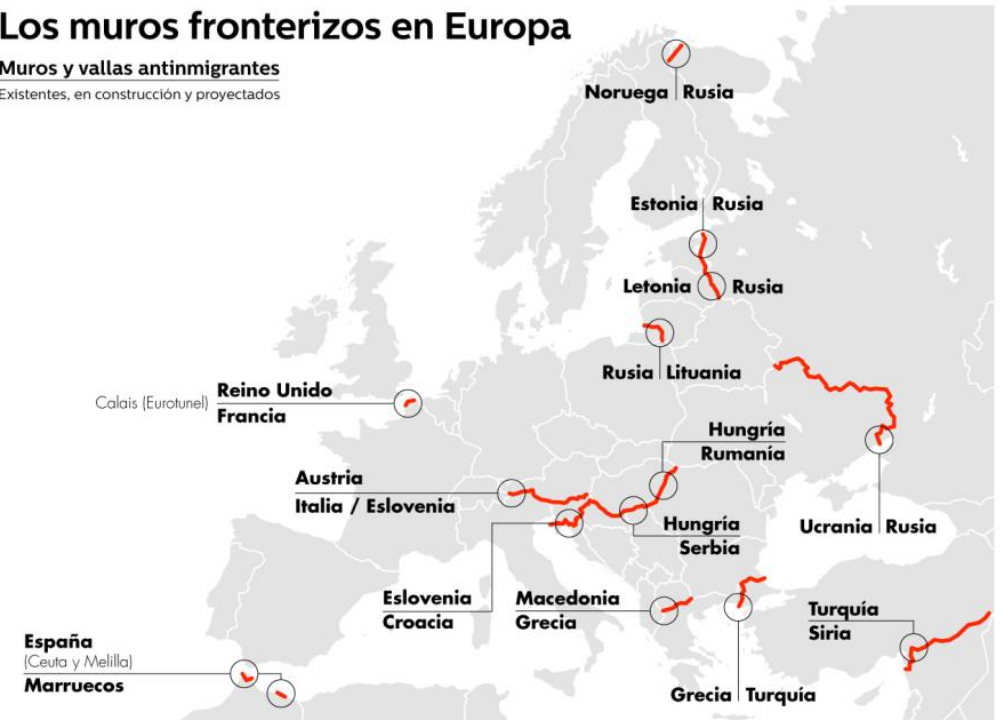 Los muros fronterizos en Europa
Muros y vallas antinmigrantes
Existentes, en construcción y proyectados
Noruega | Rusia
Estonia | Rusia
Letonia
Rusia
Rusia | Lituania
Calais (Eurotunel)
Reino Unido
Francia
Hungría
Rumanía
Austria
Italia / Eslovenia
Hungría
Serbia
Ucrania | Rusia
Eslovenia
Croacia
Macedonia
Grecia
Turquía
Siria
España
(Ceuta y Melilla)
Marruecos
Grecia | Turquía